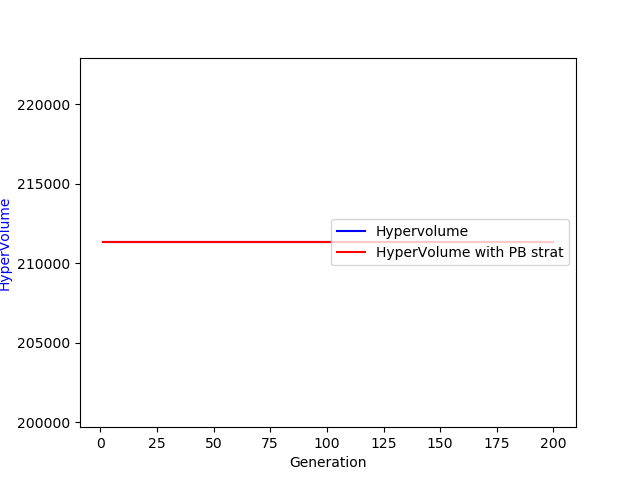 220000
215000
210000
205000
200000
HyperVolume
Hypervolume
HyperVolume with PB strat
0 25 50 75 100 125 150 175 200
Generation